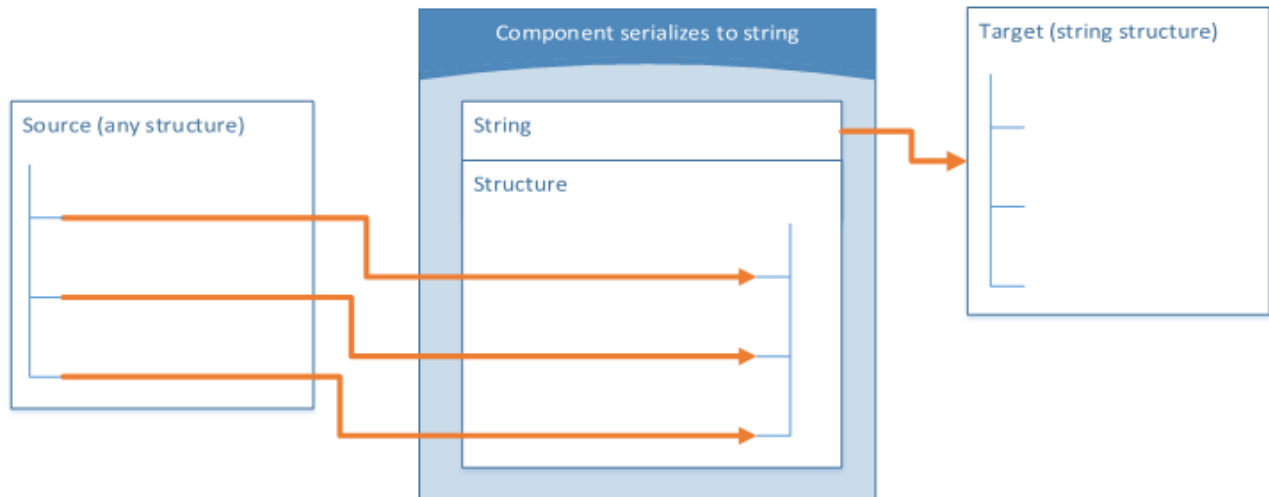 Source (any structure)
Component serializes to string
String
Structure
Target (string structure)